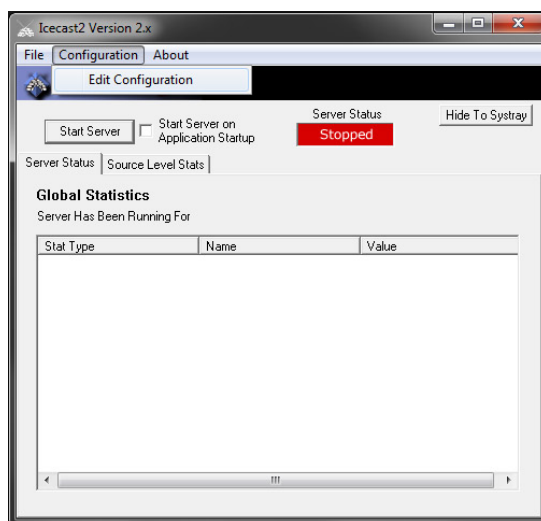 Icecast2 Version 2.x
File Configuration About
Edit Configuration
Start Server
Start Server on
Application Startup
Server Status
Stopped
Hide To Systray
Server Status Source Level Stats
Global Statistics
Server Has Been Running For
Stat Type Name Value